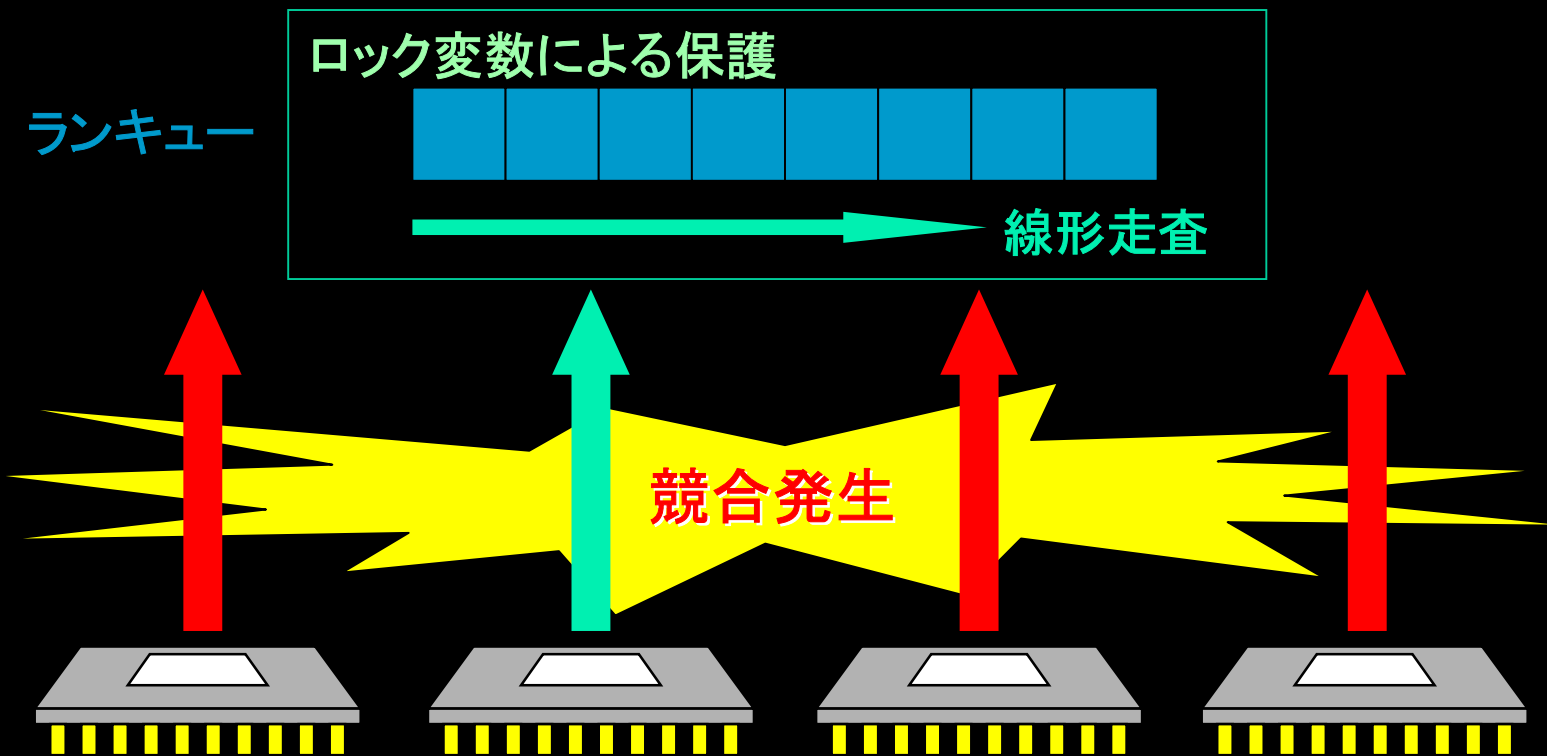 ロック変数による保護
ランキュー
線形走査
競合発生